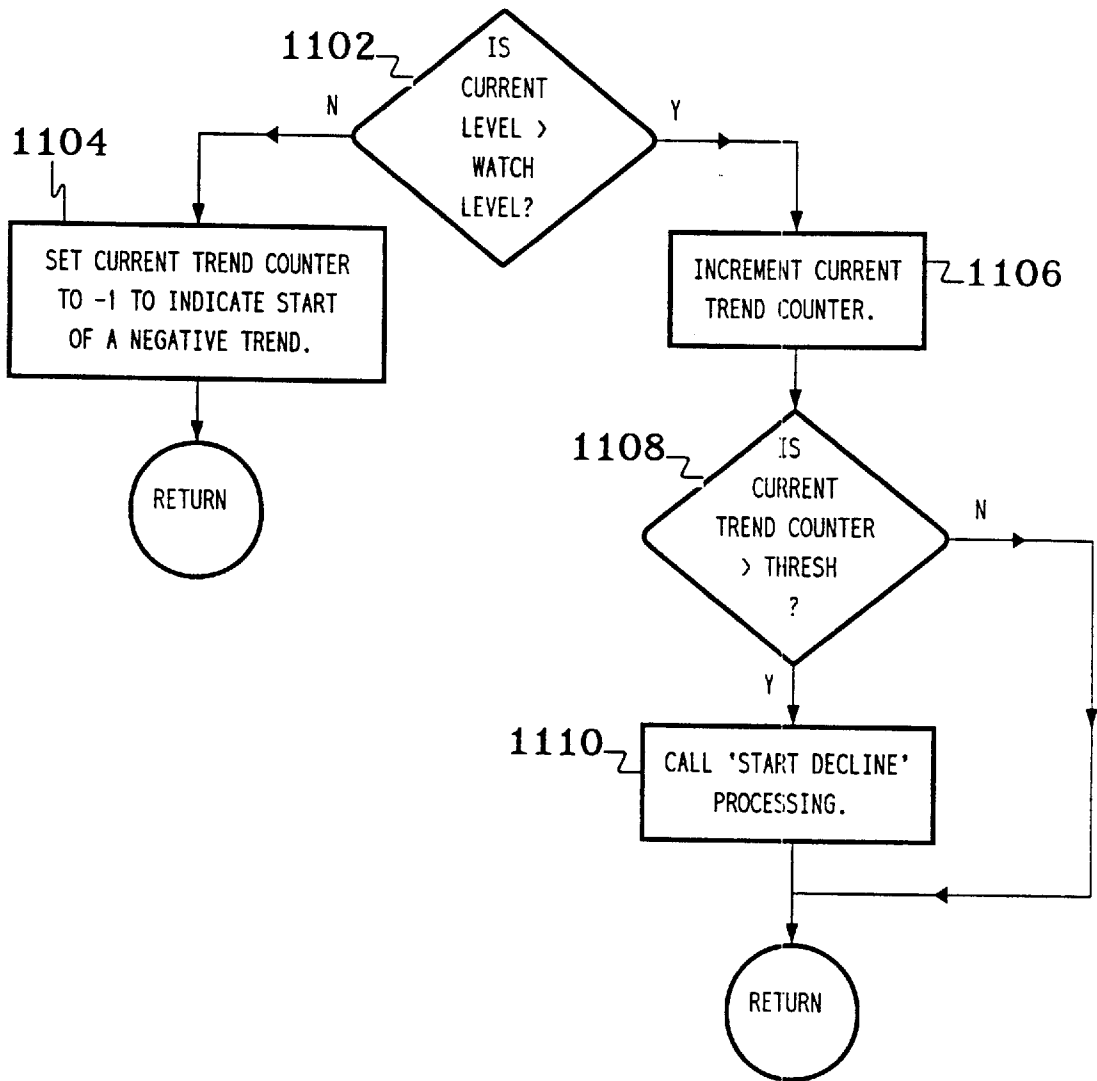 1102
IS
CURRENT
LEVEL >
WATCH
LEVEL?
N
Y
1104
SET CURRENT TREND COUNTER
TO -1 TO INDICATE START
OF A NEGATIVE TREND.
RETURN
INCREMENT CURRENT
TREND COUNTER.
1106
1108
IS
CURRENT
TREND COUNTER
> THRESH
?
N
Y
1110
CALL 'START DECLINE'
PROCESSING.
RETURN